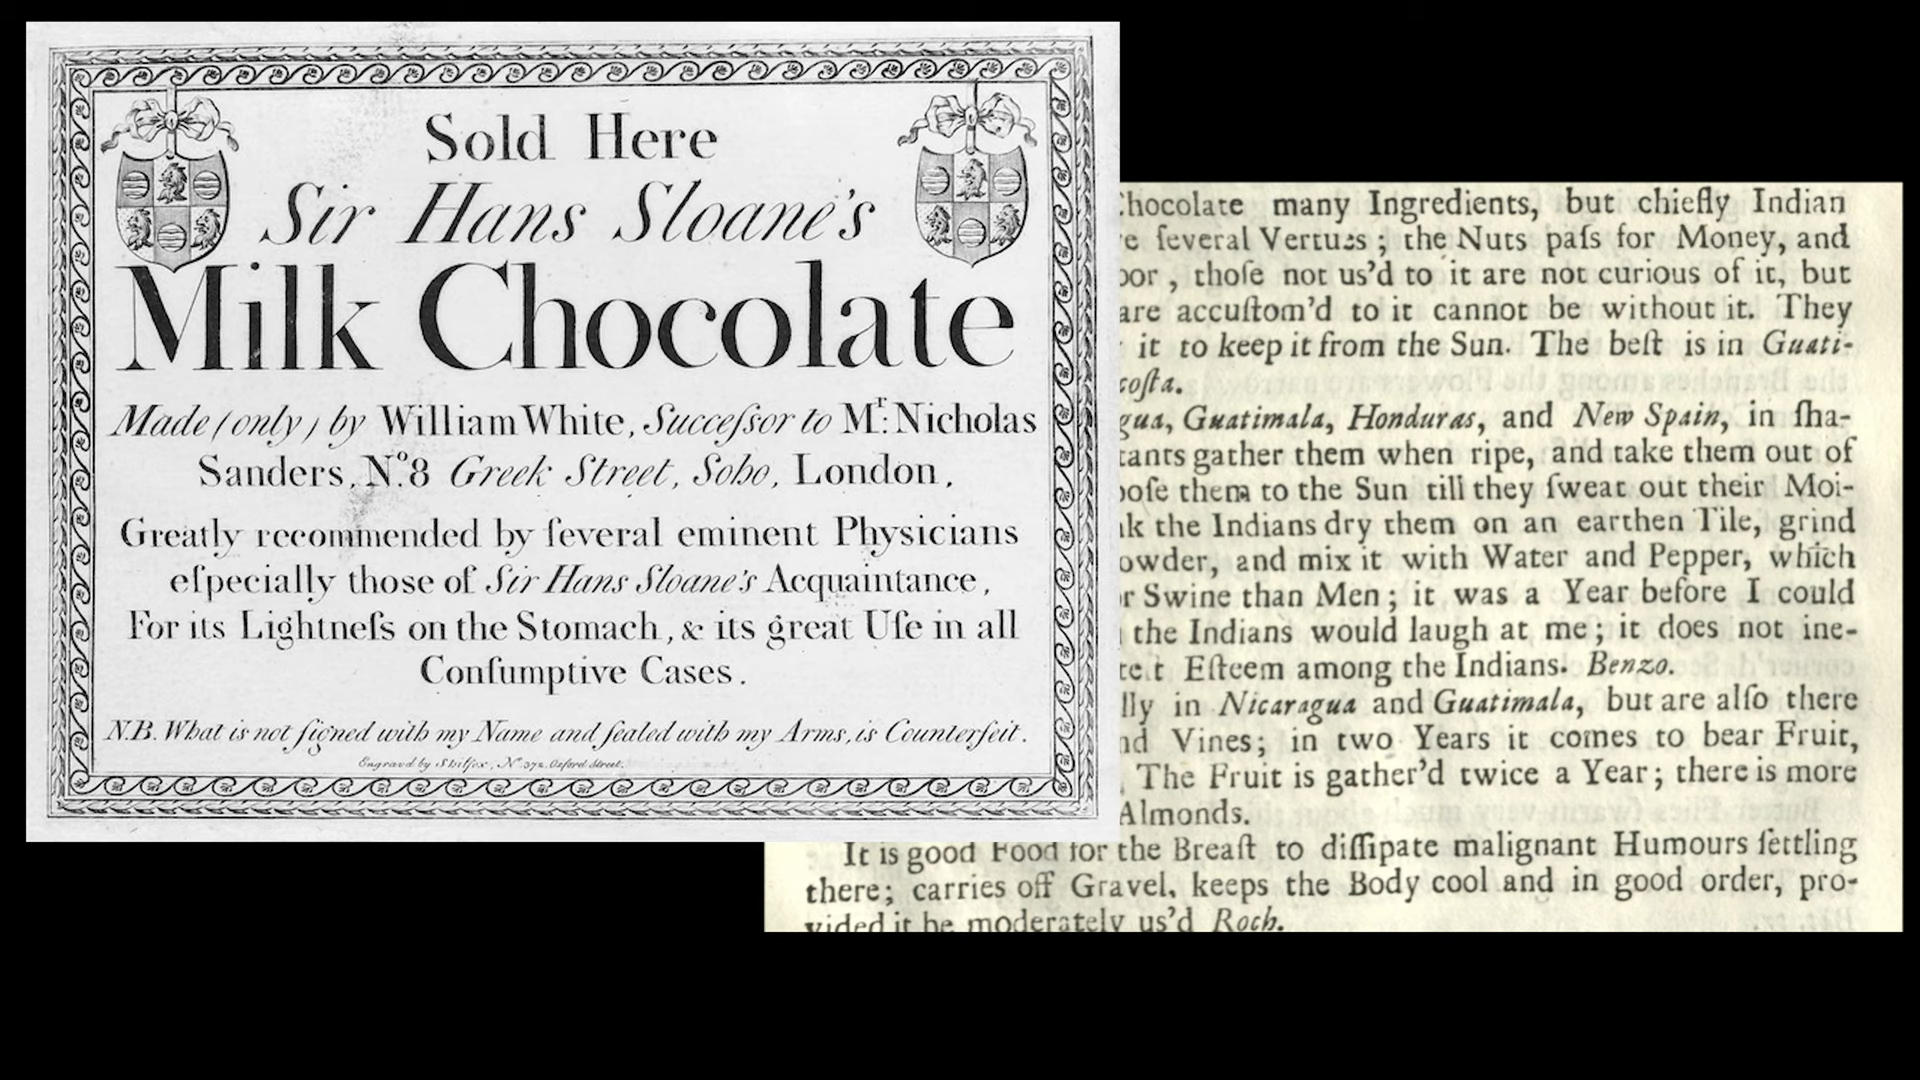 Sold Here
Sir Hans Sloane's
Milk Chocolate
Made (only) by William White, Succeſsor to Mr. Nicholas
Sanders, No. 8 Greek Street, Soho, London,
Greatly recommended by ſeveral eminent Physicians
eſpecially those of Sir Hans Sloane's Acquaintance,
For its Lightneſs on the Stomach, & its great Uſe in all
Conſumptive Cases.
N.B. What is not ſigned with my Name and ſealed with my Arms, is Counterfeit.
Engraved by No. 372. Oxford Street.
Chocolate many Ingredients, but chiefly Indian
ſeveral Vertues; the Nuts paſs for Money, and
, thoſe not us'd to it are not curious of it, but
are accuſtom'd to it cannot be without it. They
it to keep it from the Sun. The beſt is in Guati-
coſta.
gua, Guatimala, Honduras, and New Spain, in ſha-
tants gather them when ripe, and take them out of
poſe them to the Sun till they ſweat out their Moi-
the Indians dry them on an earthen Tile, grind
owder, and mix it with Water and Pepper, which
Swine than Men; it was a Year before I could
the Indians would laugh at me; it does not ine-
Eſteem among the Indians. Benzo.
lly in Nicaragua and Guatimala, but are alſo there
nd Vines; in two Years it comes to bear Fruit,
The Fruit is gather'd twice a Year; there is more
Almonds.
It is good Food for the Breaſt to diſſipate malignant Humours ſettling
there; carries off Gravel, keeps the Body cool and in good order, pro-
vided it be moderately us'd Roch.